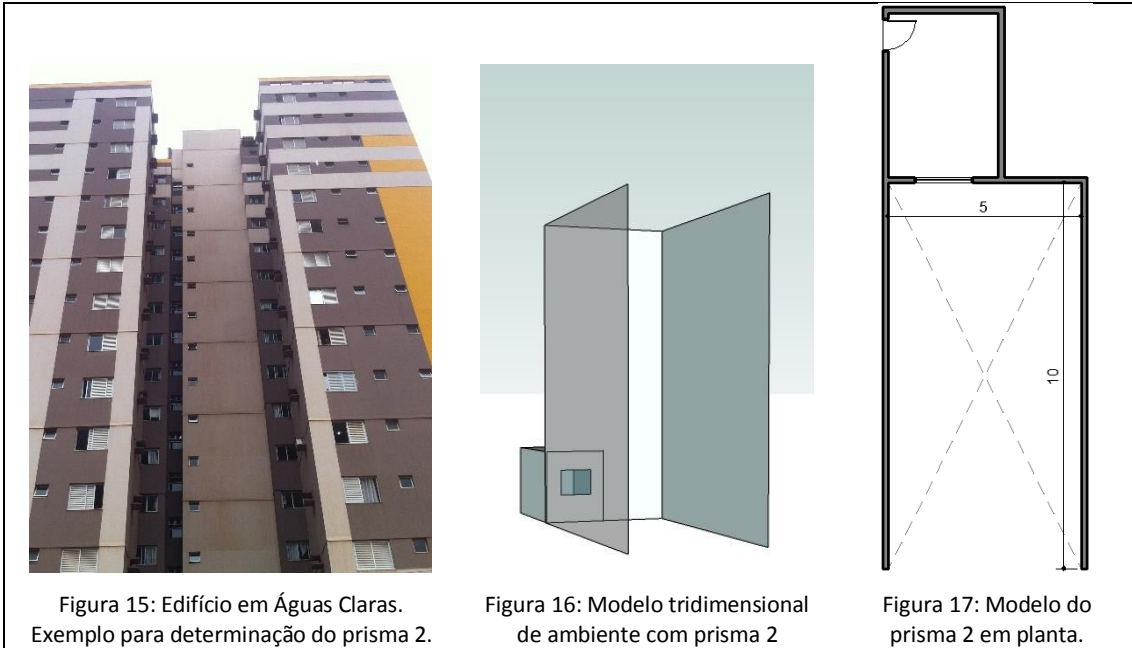 5
10
Figura 15: Edifício em Águas Claras.
Exemplo para determinação do prisma 2.
Figura 16: Modelo tridimensional
de ambiente com prisma 2
Figura 17: Modelo do
prisma 2 em planta.